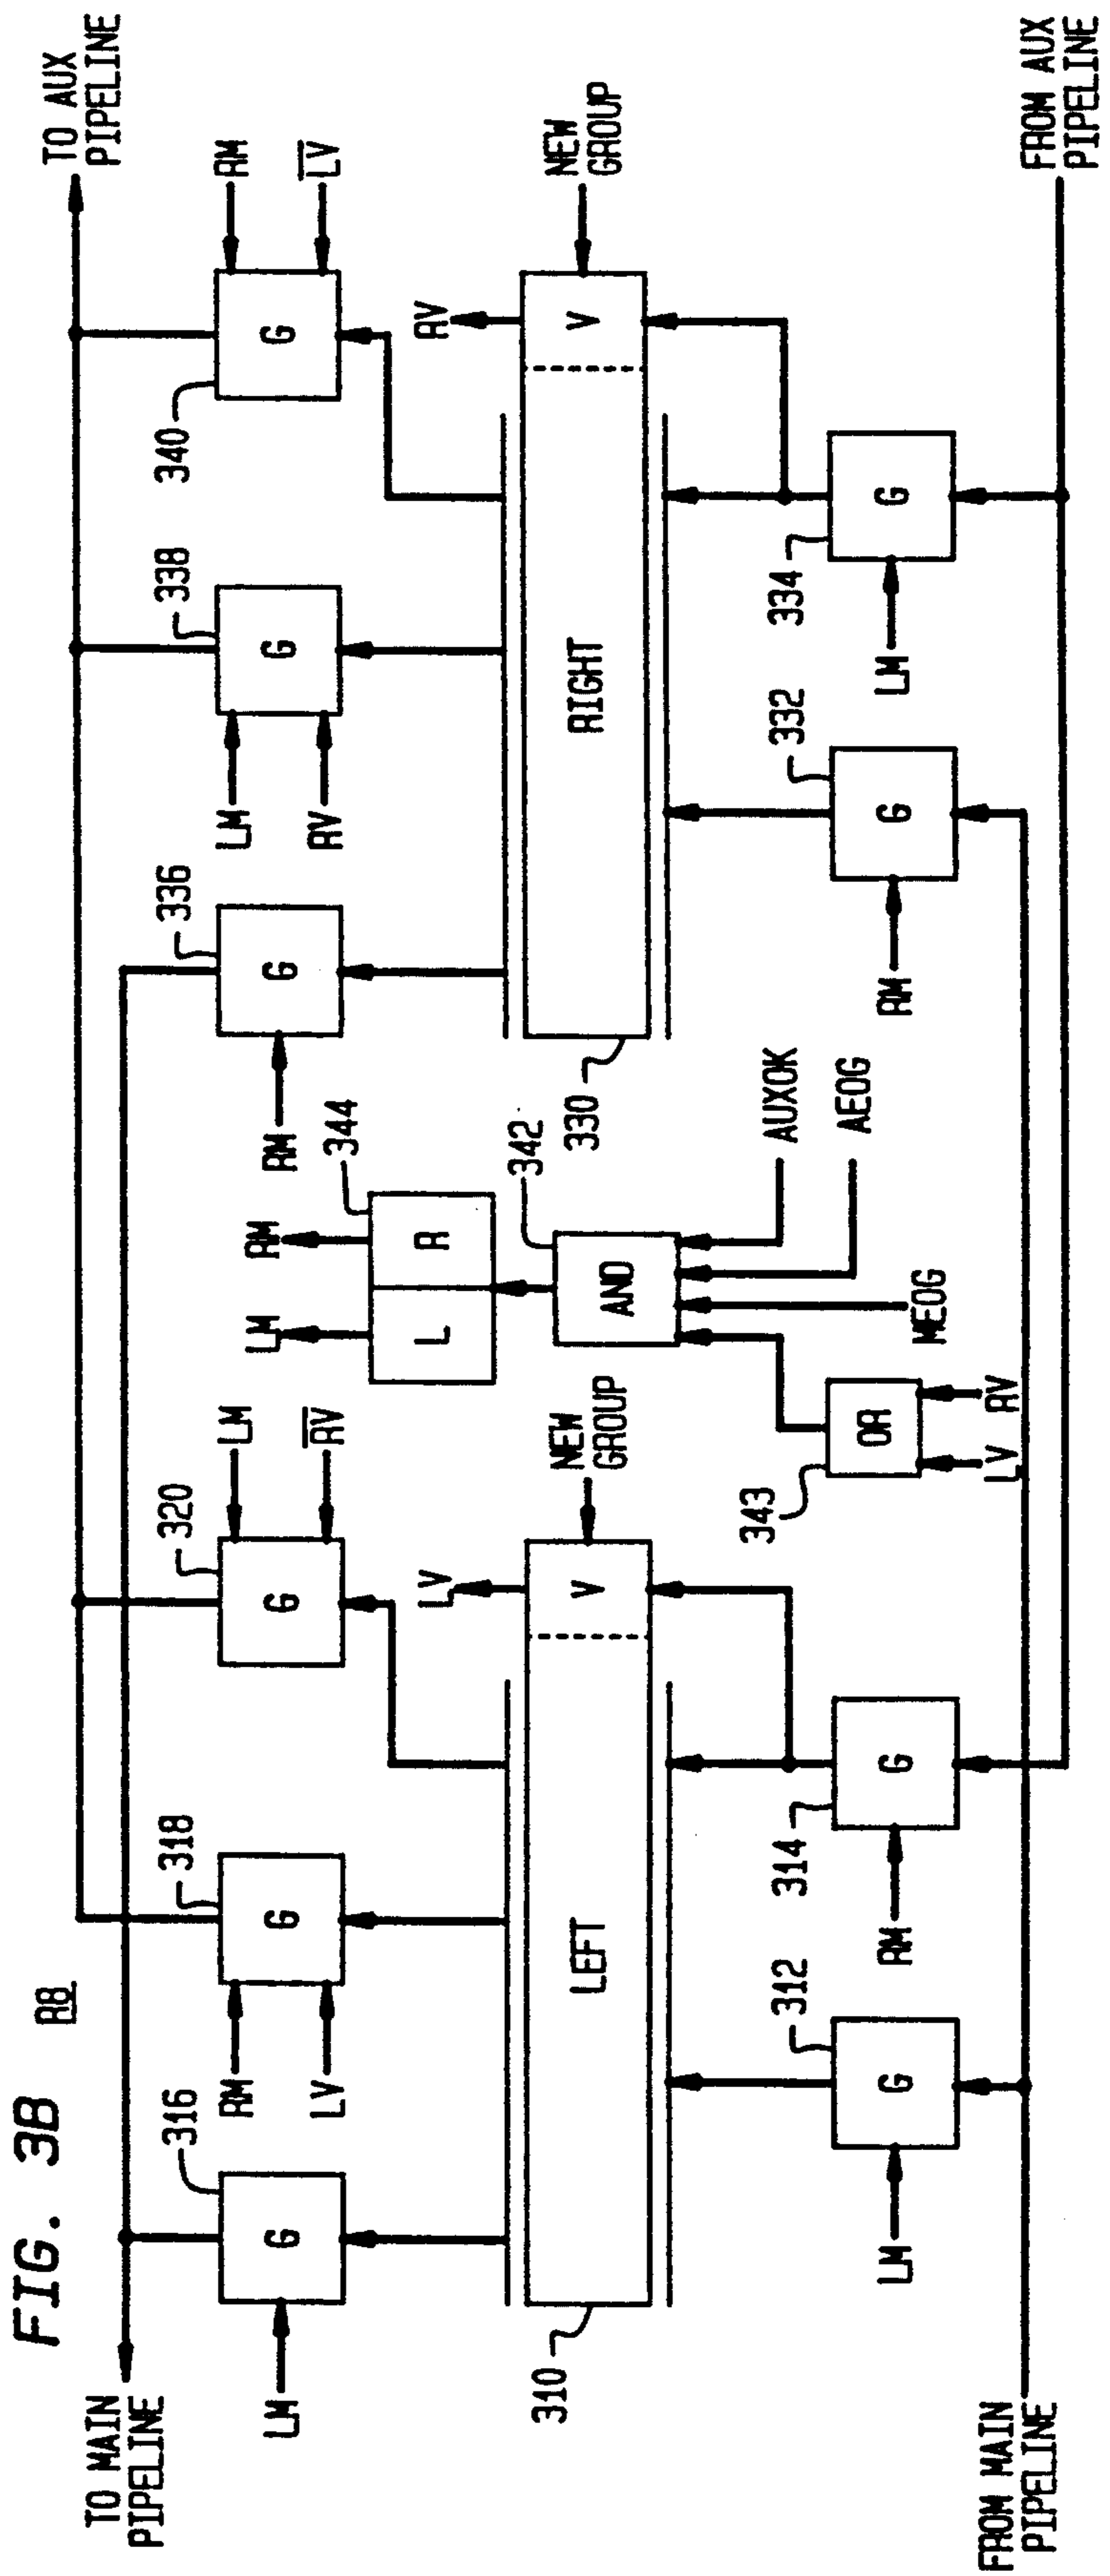 FIG. 3B
R8
TO MAIN
PIPELINE
TO AUX
PIPELINE
316
G
LM
318
G
RM
LV
320
G
LM
RV
LM
RM
344
L
R
336
G
RM
338
G
LM
RV
340
G
RM
LV
LEFT
V
LV
310
NEW
GROUP
342
AND
RIGHT
V
RV
330
NEW
GROUP
312
G
LM
314
G
RM
343
OR
LV
RV
MEOG
AEOG
AUXOK
332
G
RM
334
G
LM
FROM MAIN
PIPELINE
FROM AUX
PIPELINE